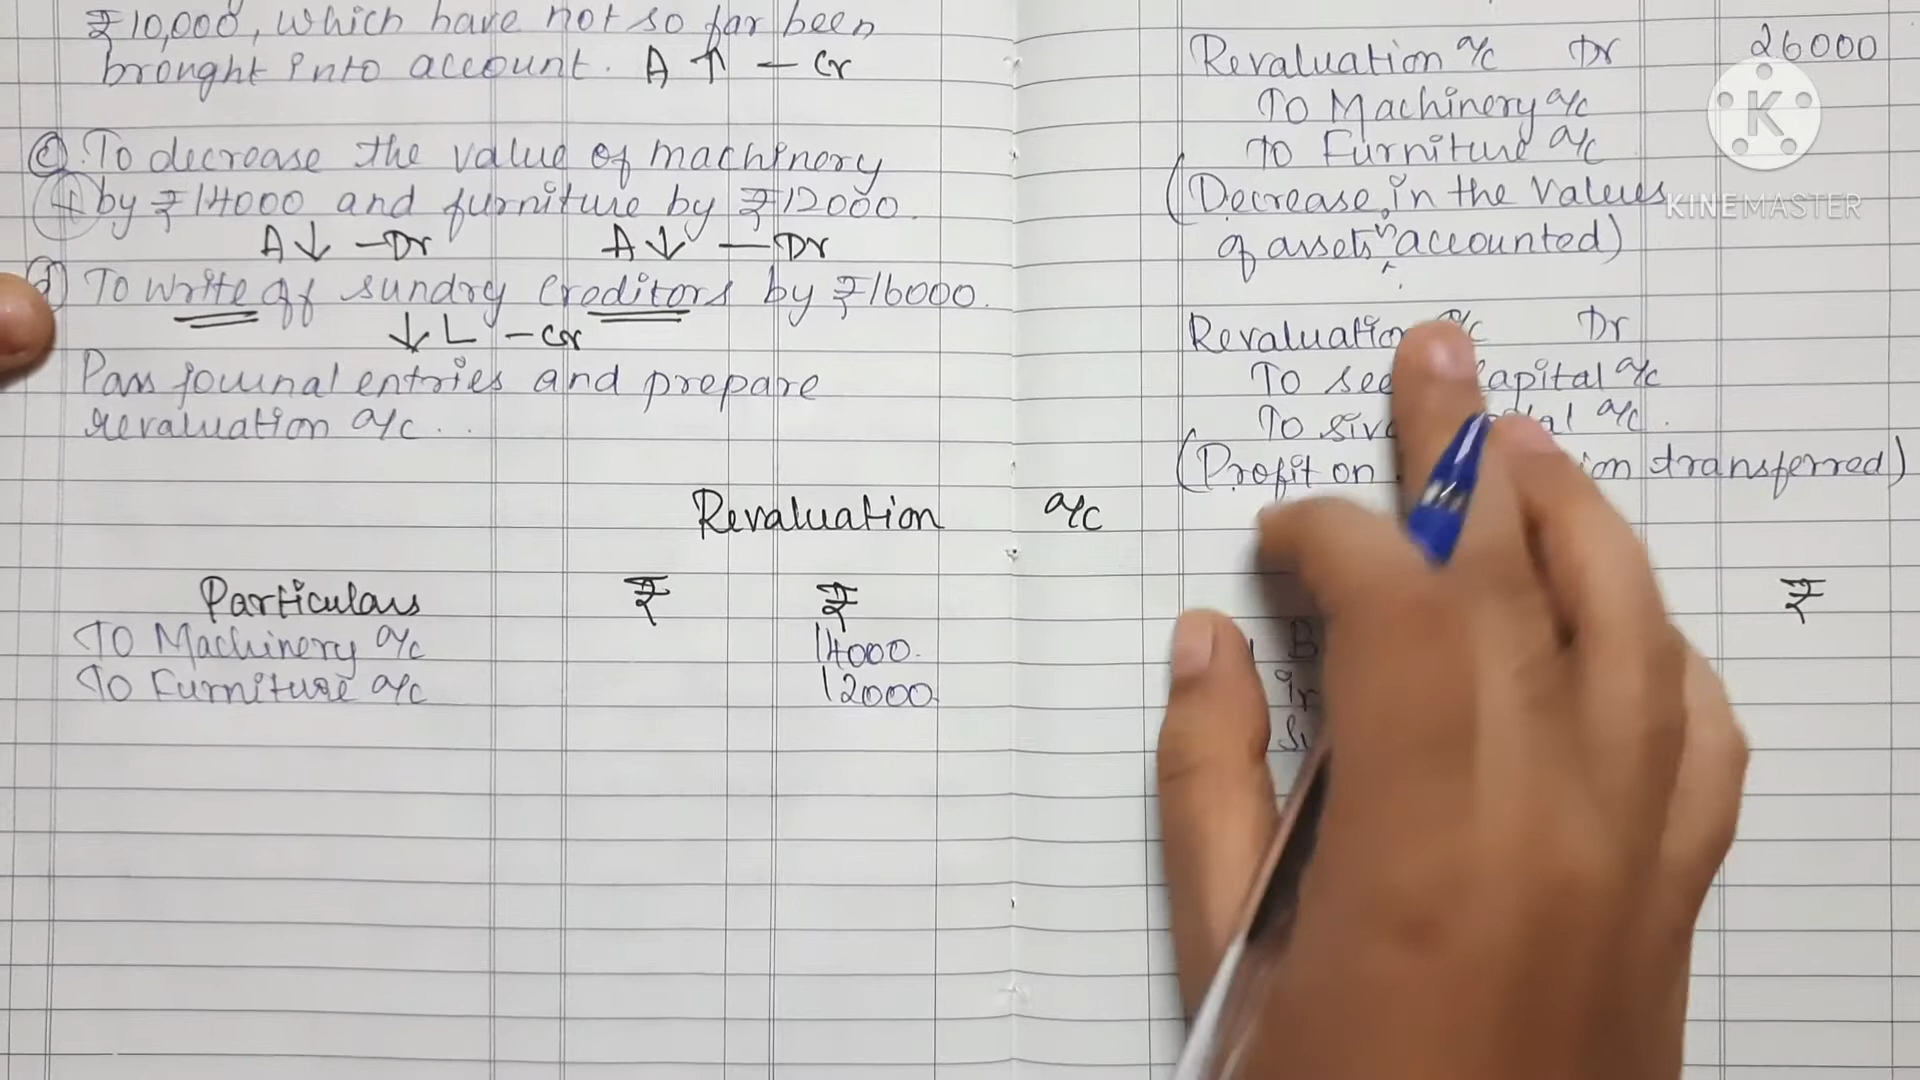 ₹10,000, which have not so far been
brought into account. A ↑ – Cr
(c) To decrease the value of machinery
by ₹14000 and furniture by ₹12000.
A ↓ – Dr A ↓ – Dr
(d) To write off sundry creditors by ₹16000.
↓ L – Cr
Pass journal entries and prepare
revaluation a/c.
Revaluation a/c
Particulars ₹ ₹
To Machinery a/c 14000
To Furniture a/c 12000
Revaluation a/c Dr 26000
To Machinery a/c
To Furniture a/c
(Decrease in the values
of assets accounted)
Revaluation a/c Dr
To capital a/c
To a/c
(Profit on transferred)
₹
K
KINEMASTER